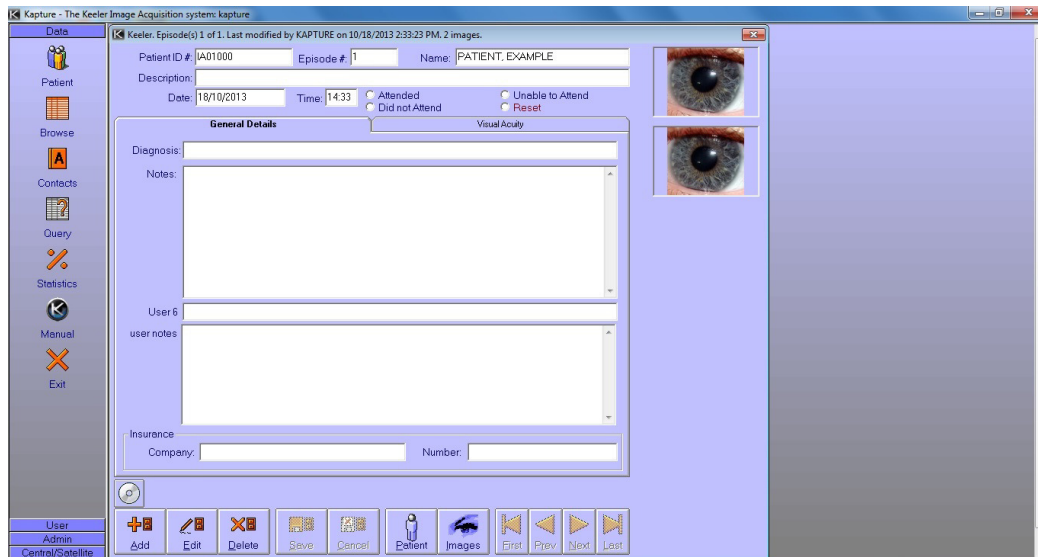 Kapture - The Keeler Image Acquisition system: kapture
Data
Patient
Browse
A
Contacts
?
Query
%
Statistics
K
Manual
Exit
User
Admin
Central/Satellite
Keeler. Episode(s) 1 of 1. Last modified by KAPTURE on 10/18/2013 2:33:23 PM. 2 images.
Patient ID #: IA01000 Episode #: 1 Name: PATIENT, EXAMPLE
Description:
Date: 18/10/2013 Time: 14:33 Attended Unable to Attend
Did not Attend Reset
General Details Visual Acuity
Diagnosis:
Notes:
User 6
user notes
Insurance
Company: Number:
Add Edit Delete Save Cancel Patient Images First Prev Next Last